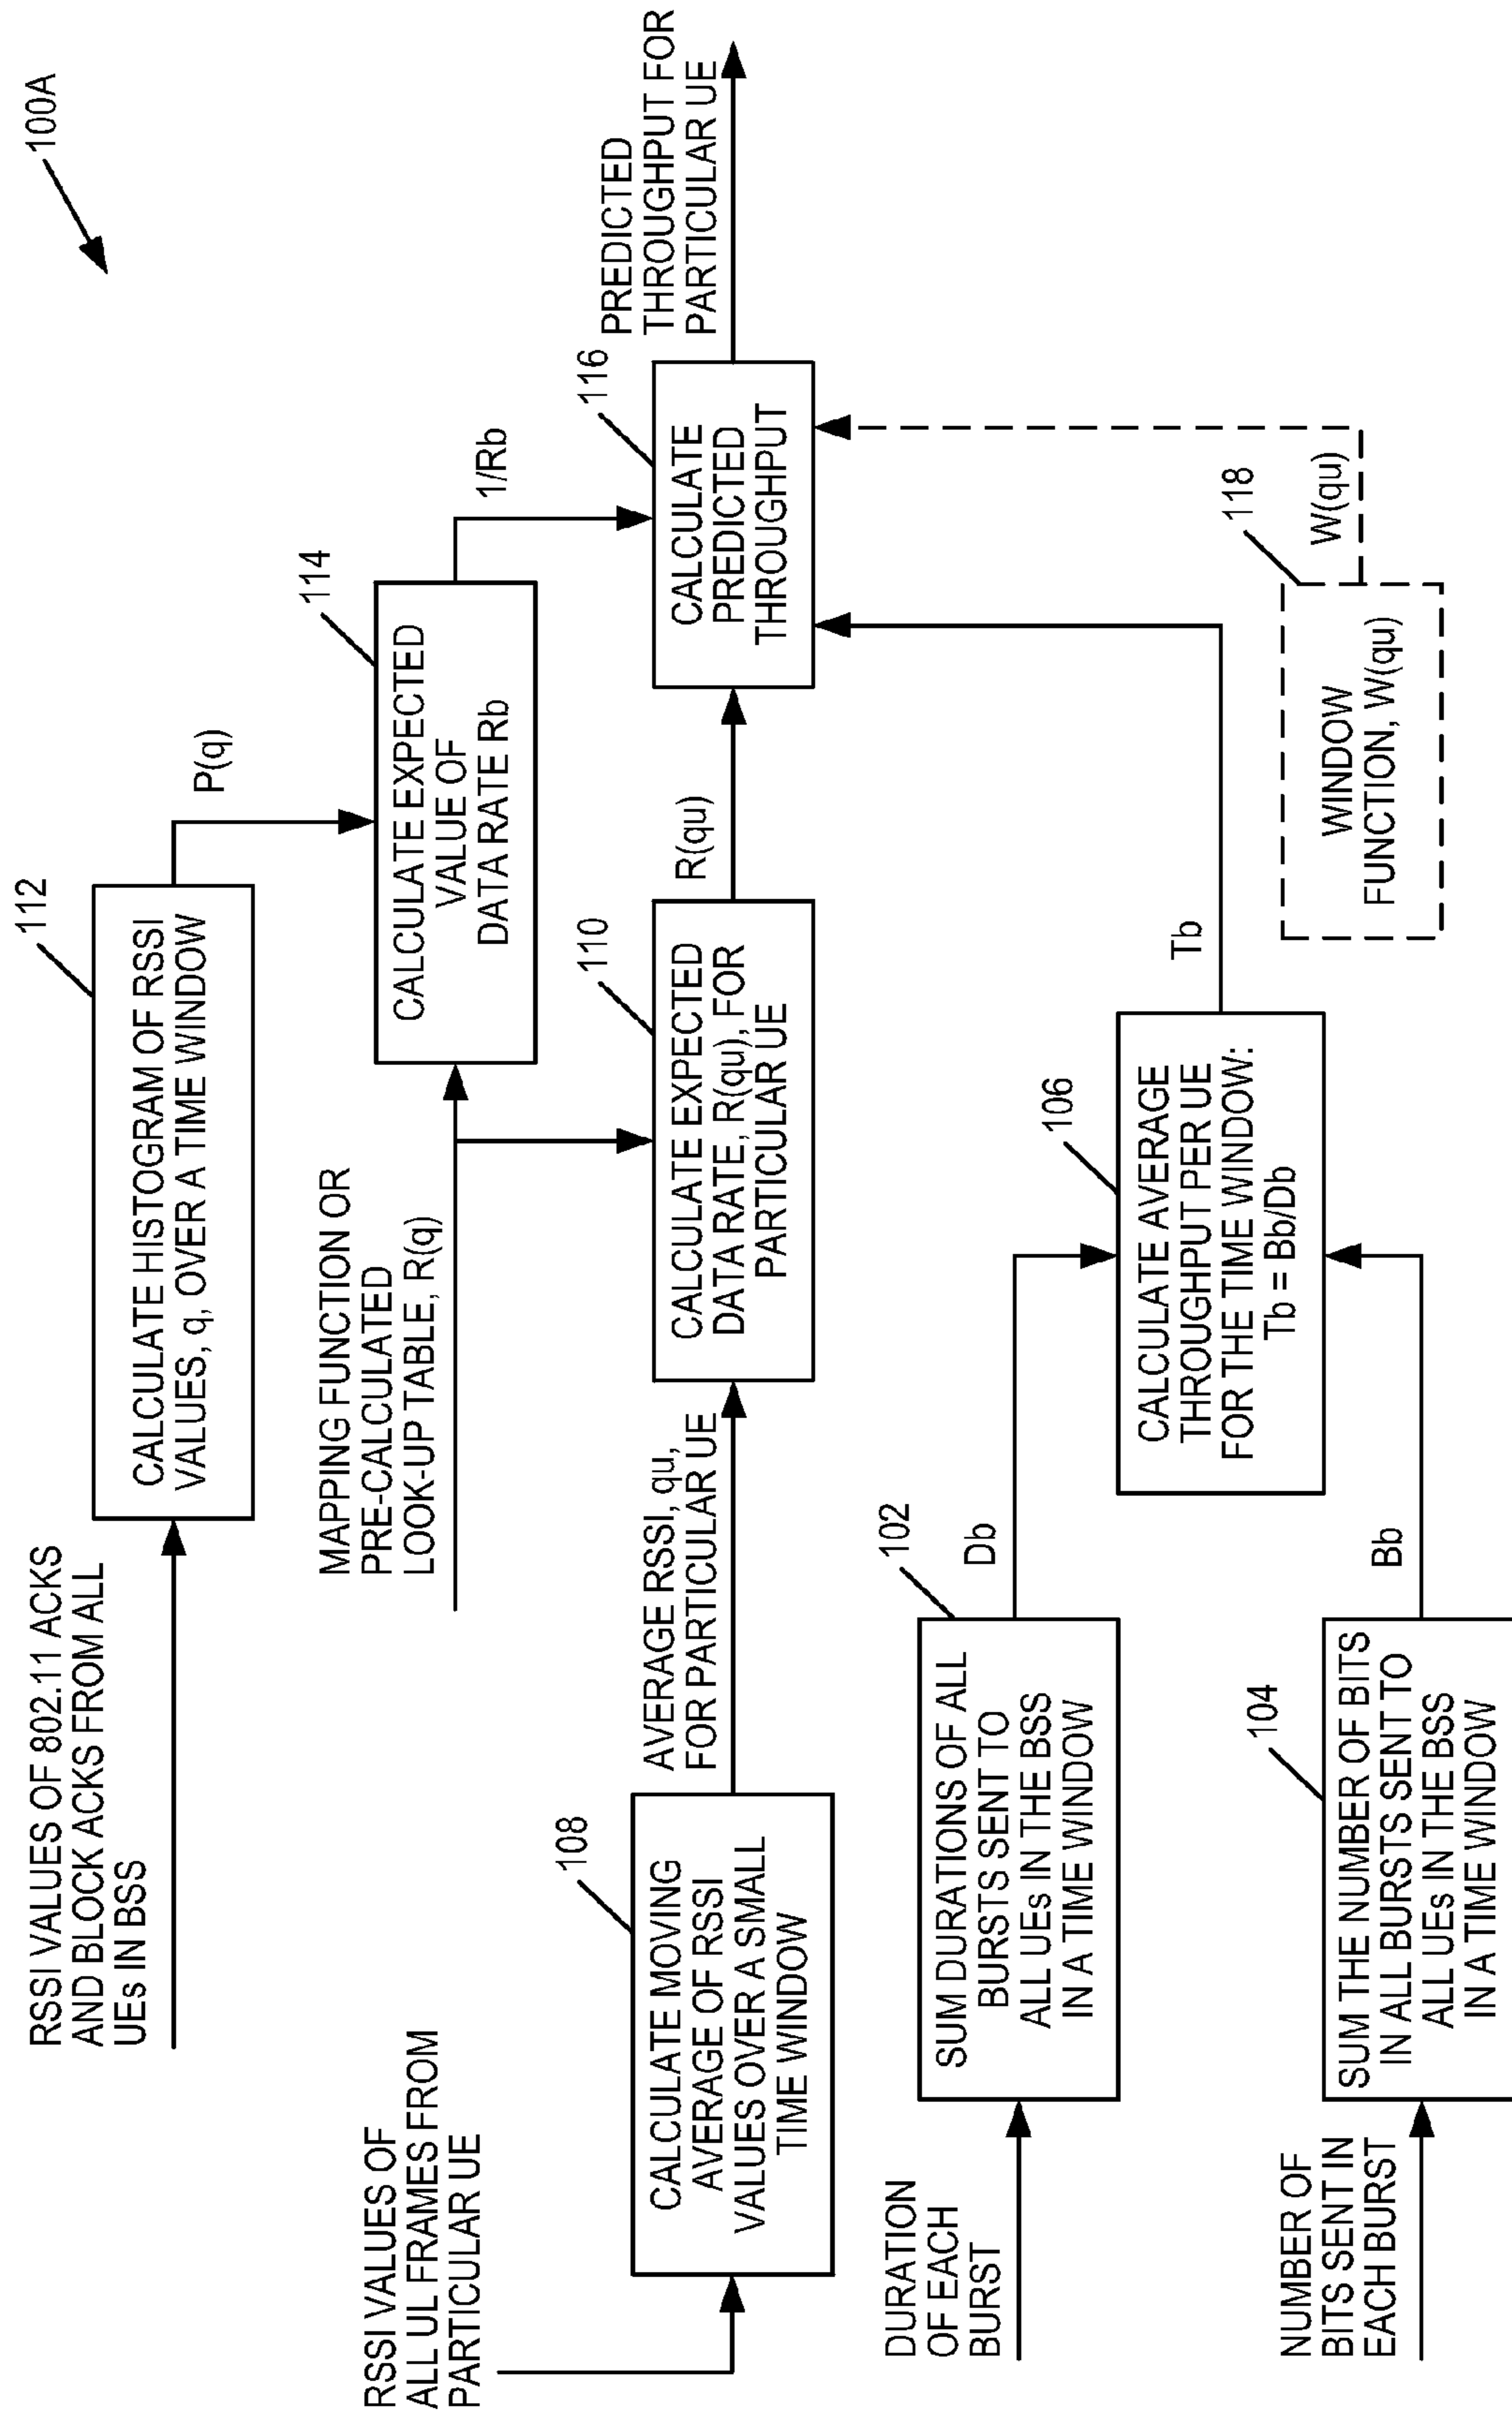 100A
RSSI VALUES OF 802.11 ACKS
AND BLOCK ACKS FROM ALL
UEs IN BSS
112
CALCULATE HISTOGRAM OF RSSI
VALUES, q, OVER A TIME WINDOW
P(q)
MAPPING FUNCTION OR
PRE-CALCULATED
LOOK-UP TABLE, R(q)
114
CALCULATE EXPECTED
VALUE OF
DATA RATE Rb
1/Rb
RSSI VALUES OF
ALL UL FRAMES FROM
PARTICULAR UE
108
CALCULATE MOVING
AVERAGE OF RSSI
VALUES OVER A SMALL
TIME WINDOW
AVERAGE RSSI, qu,
FOR PARTICULAR UE
110
CALCULATE EXPECTED
DATA RATE, R(qu), FOR
PARTICULAR UE
R(qu)
116
CALCULATE
PREDICTED
THROUGHPUT
PREDICTED
THROUGHPUT FOR
PARTICULAR UE
DURATION
OF EACH
BURST
102
SUM DURATIONS OF ALL
BURSTS SENT TO
ALL UEs IN THE BSS
IN A TIME WINDOW
Db
106
CALCULATE AVERAGE
THROUGHPUT PER UE
FOR THE TIME WINDOW:
Tb = Bb/Db
Tb
NUMBER OF
BITS SENT IN
EACH BURST
104
SUM THE NUMBER OF BITS
IN ALL BURSTS SENT TO
ALL UEs IN THE BSS
IN A TIME WINDOW
Bb
118
WINDOW
FUNCTION, W(qu)
W(qu)